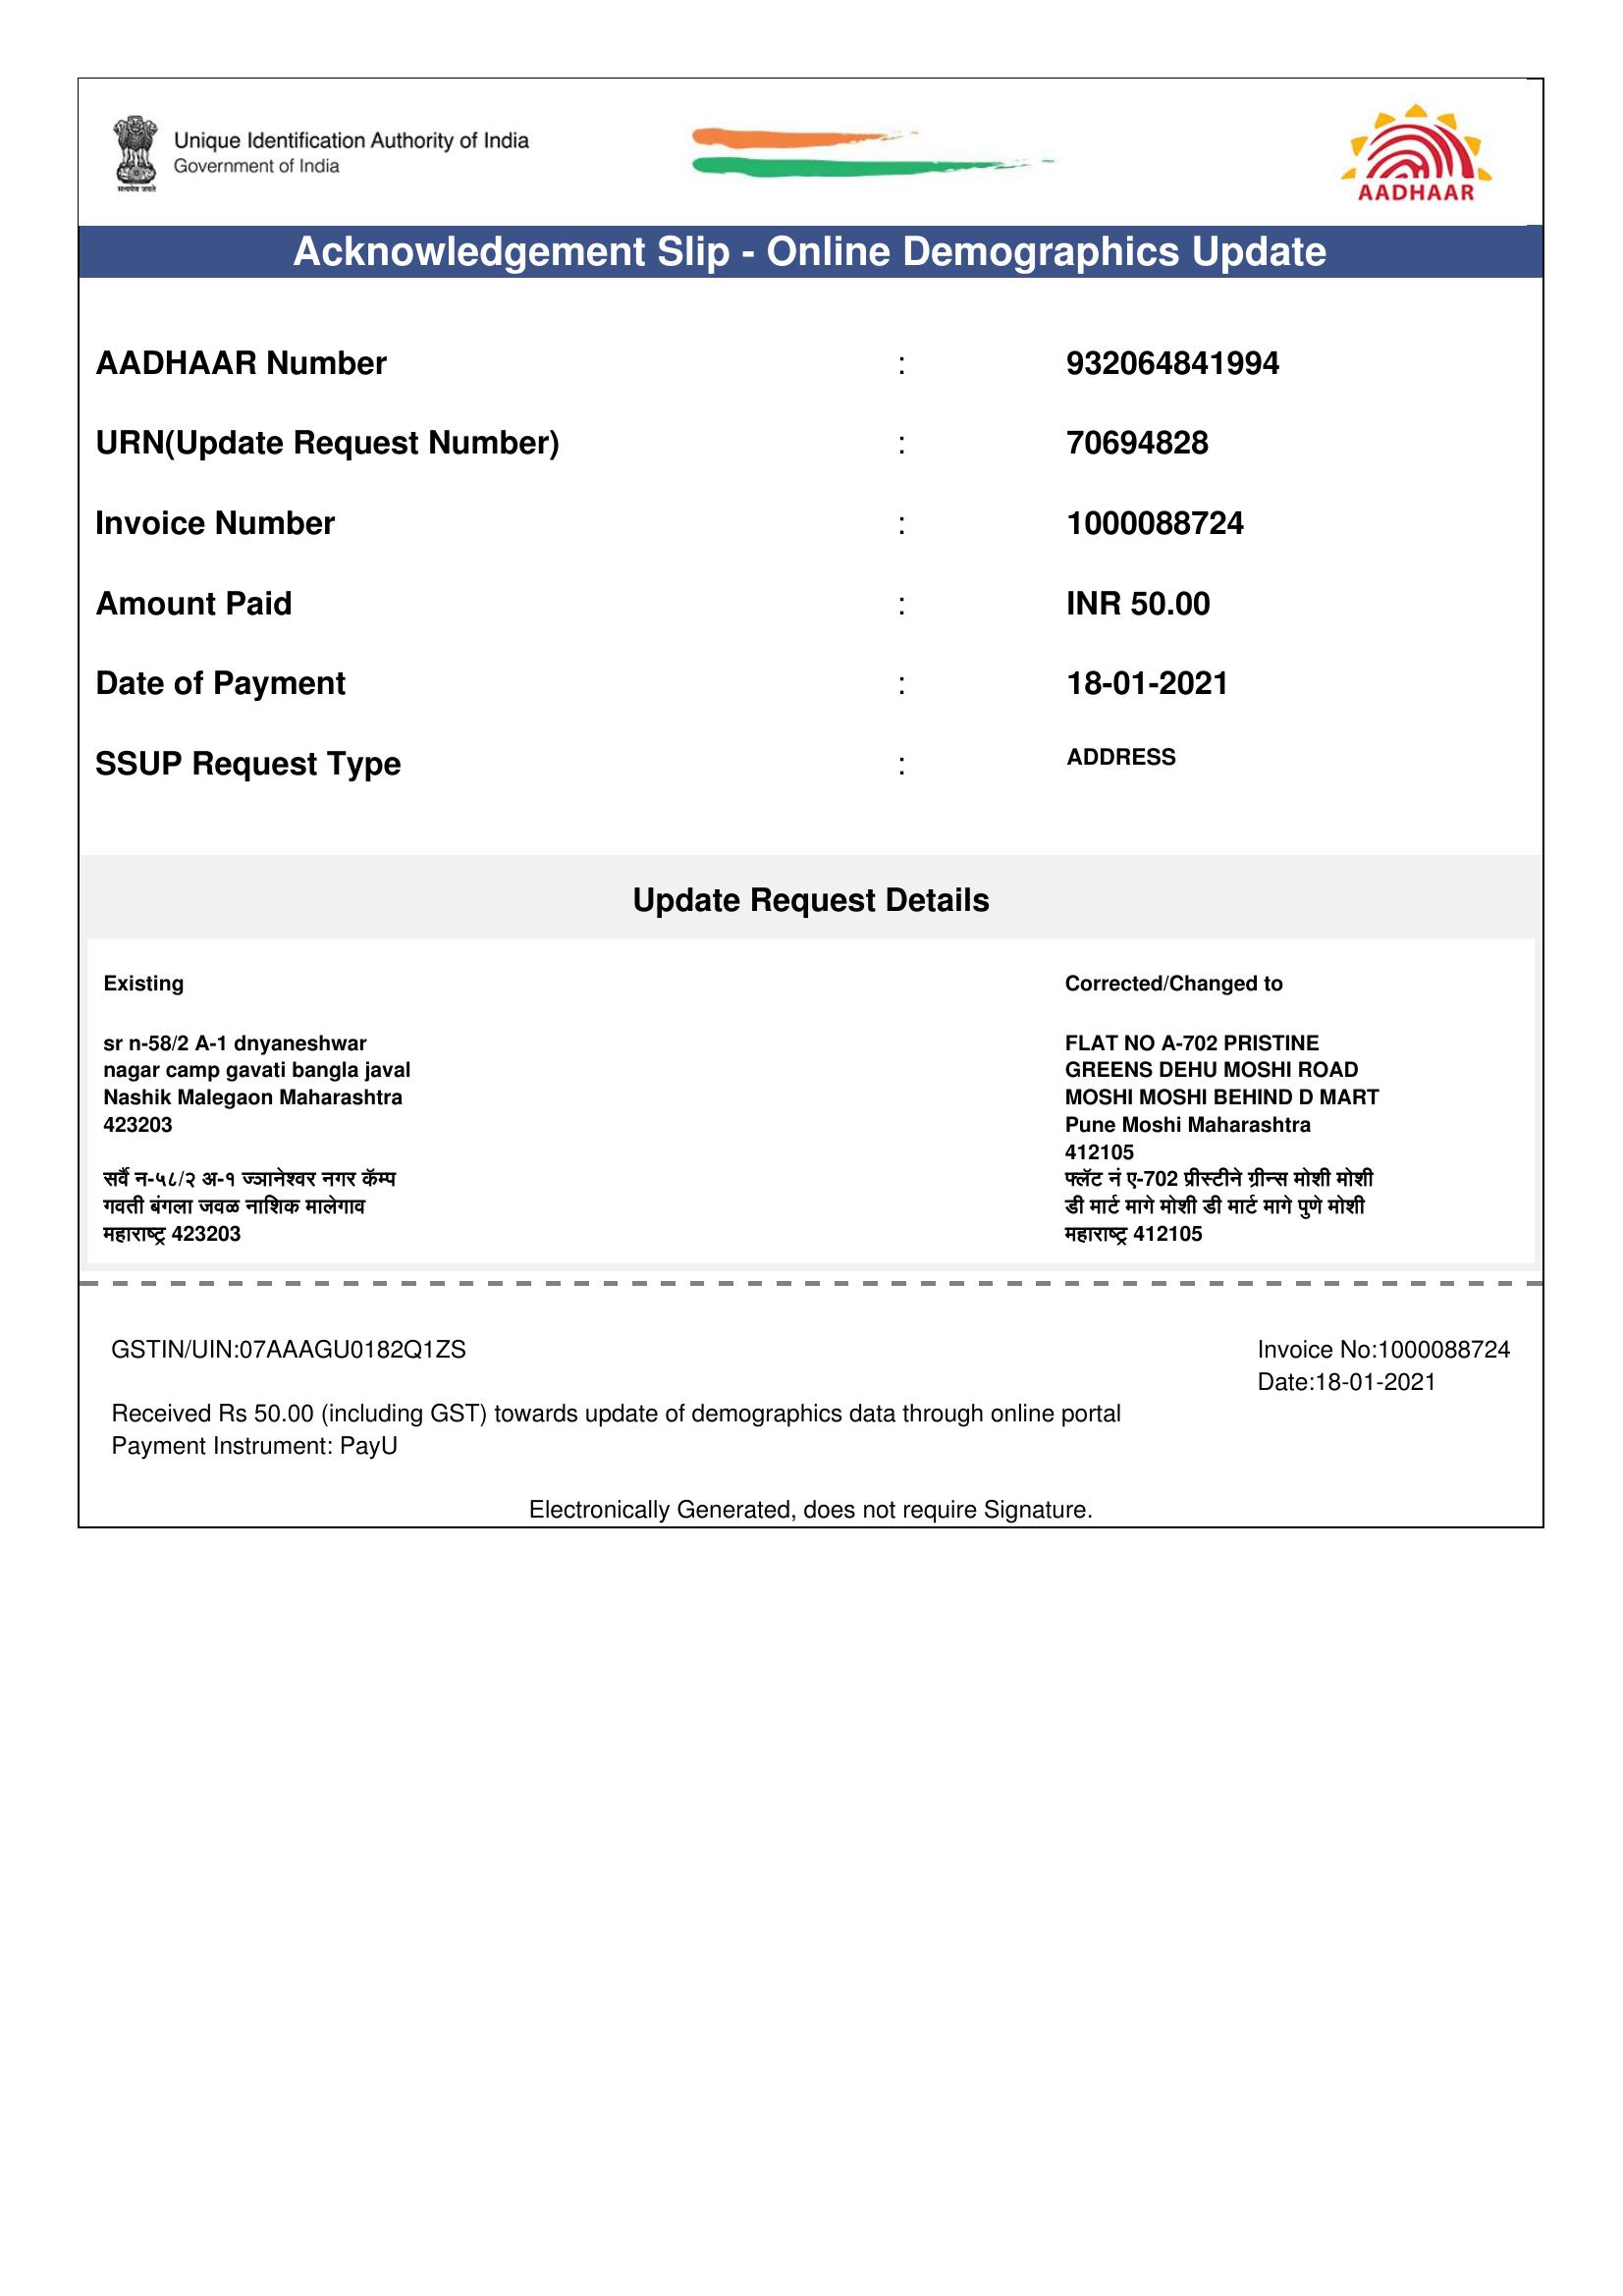 Unique Identification Authority of India
Government of India
सत्यमेव जयते
AADHAAR
Acknowledgement Slip - Online Demographics Update
AADHAAR Number : 932064841994
URN(Update Request Number) : 70694828
Invoice Number : 1000088724
Amount Paid : INR 50.00
Date of Payment : 18-01-2021
SSUP Request Type : ADDRESS
Update Request Details
Existing
sr n-58/2 A-1 dnyaneshwar
nagar camp gavati bangla javal
Nashik Malegaon Maharashtra
423203
सर्वै न-५८/२ अ-१ ज्ञानेश्वर नगर कॅम्प
गवती बंगला जवळ नाशिक मालेगाव
महाराष्ट्र 423203
Corrected/Changed to
FLAT NO A-702 PRISTINE
GREENS DEHU MOSHI ROAD
MOSHI MOSHI BEHIND D MART
Pune Moshi Maharashtra
412105
फ्लॅट नं ए-702 प्रीस्टीने ग्रीन्स मोशी मोशी
डी मार्ट मागे मोशी डी मार्ट मागे पुणे मोशी
महाराष्ट्र 412105
GSTIN/UIN:07AAAGU0182Q1ZS
Invoice No:1000088724
Date:18-01-2021
Received Rs 50.00 (including GST) towards update of demographics data through online portal
Payment Instrument: PayU
Electronically Generated, does not require Signature.